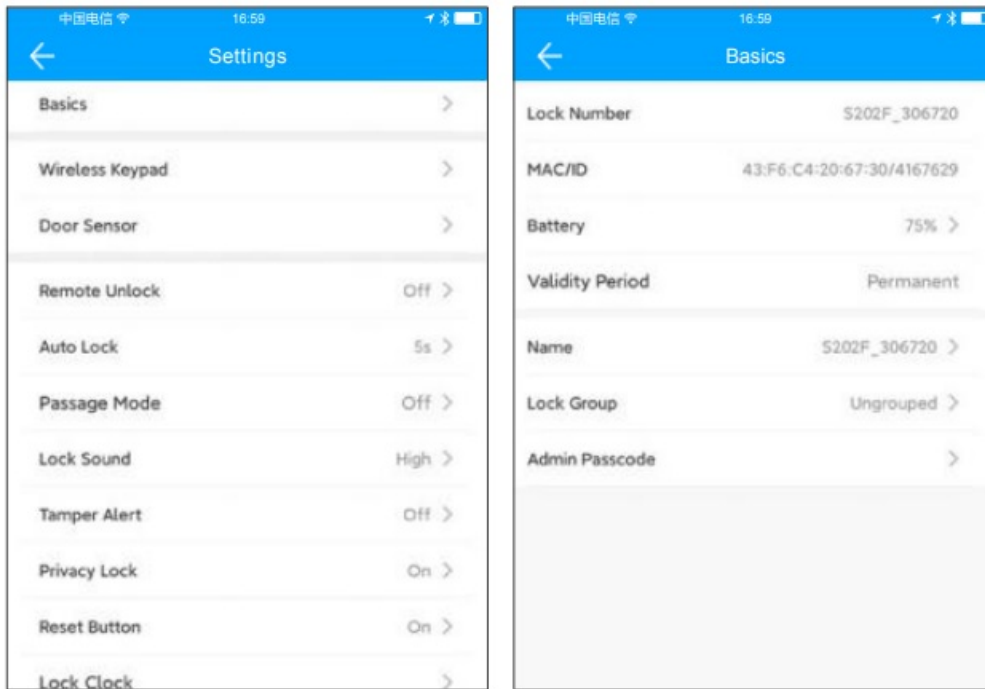 中国电信 16:59
Settings
Basics
Wireless Keypad
Door Sensor
Remote Unlock Off
Auto Lock 5s
Passage Mode Off
Lock Sound High
Tamper Alert Off
Privacy Lock On
Reset Button On
Lock Clock
中国电信 16:59
Basics
Lock Number S202F_306720
MAC/ID 43:F6:C4:20:67:30/4167629
Battery 75%
Validity Period Permanent
Name S202F_306720
Lock Group Ungrouped
Admin Passcode